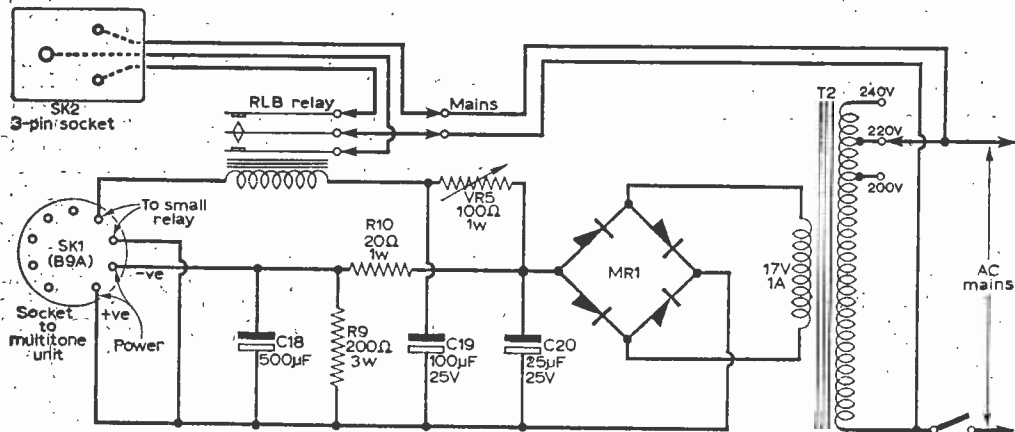 SK2
3-pin socket
RLB relay
Mains
T2
240V
220V
200V
To small
relay
SK1
(B9A)
-ve
+ve
Socket
to
multitone
unit
Power
VR5
100Ω
1w
R10
20Ω
1w
MR1
17V
1A
AC
mains
C18
500µF
R9
200Ω
3w
C19
100µF
25V
C20
25µF
25V